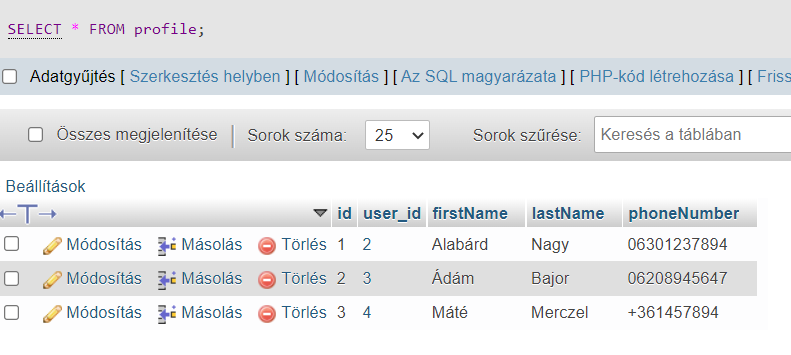 SELECT * FROM profile;
Adatgyűjtés [ Szerkesztés helyben ] [ Módosítás ] [ Az SQL magyarázata ] [ PHP-kód létrehozása ] [ Friss
Összes megjelenítése Sorok száma: 25 Sorok szűrése: Keresés a táblában
Beállítások
id user_id firstName lastName phoneNumber
Módosítás Másolás Törlés 1 2 Alabárd Nagy 06301237894
Módosítás Másolás Törlés 2 3 Ádám Bajor 06208945647
Módosítás Másolás Törlés 3 4 Máté Merczel +361457894